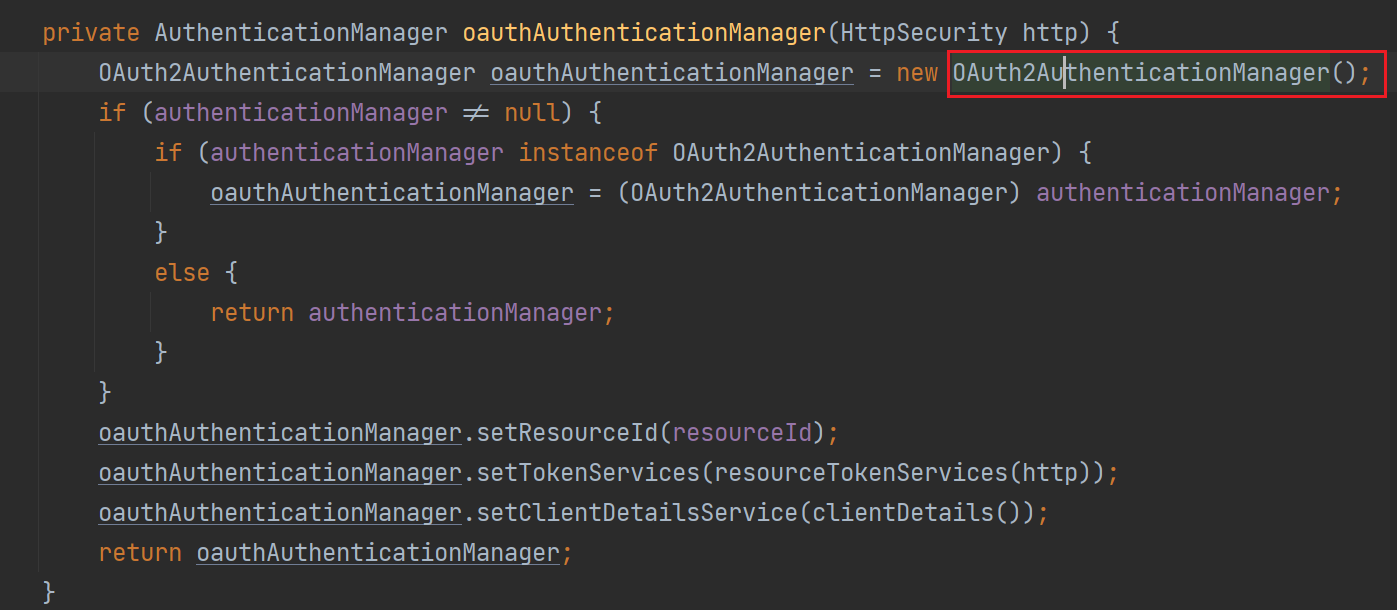 private AuthenticationManager oauthAuthenticationManager(HttpSecurity http) {
OAuth2AuthenticationManager oauthAuthenticationManager = new OAuth2AuthenticationManager();
if (authenticationManager ≠ null) {
if (authenticationManager instanceof OAuth2AuthenticationManager) {
oauthAuthenticationManager = (OAuth2AuthenticationManager) authenticationManager;
}
else {
return authenticationManager;
}
}
oauthAuthenticationManager.setResourceId(resourceId);
oauthAuthenticationManager.setTokenServices(resourceTokenServices(http));
oauthAuthenticationManager.setClientDetailsService(clientDetails());
return oauthAuthenticationManager;
}